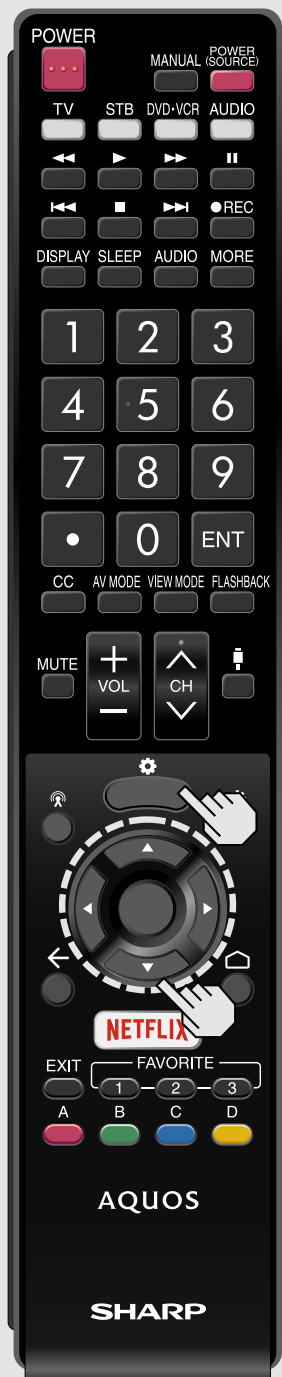 POWER
MANUAL POWER (SOURCE)
TV STB DVD•VCR AUDIO
●REC
DISPLAY SLEEP AUDIO MORE
1 2 3
4 5 6
7 8 9
• 0 ENT
CC AV MODE VIEW MODE FLASHBACK
MUTE + VOL – CH
NETFLIX
EXIT FAVORITE
1 2 3
A B C D
AQUOS
SHARP